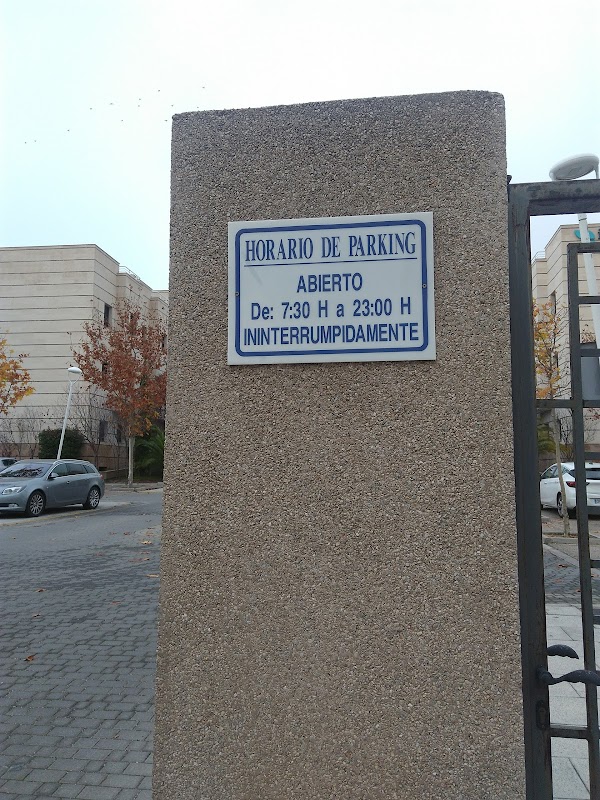 HORARIO DE PARKING
ABIERTO
De: 7:30 H a 23:00 H
ININTERRUMPIDAMENTE